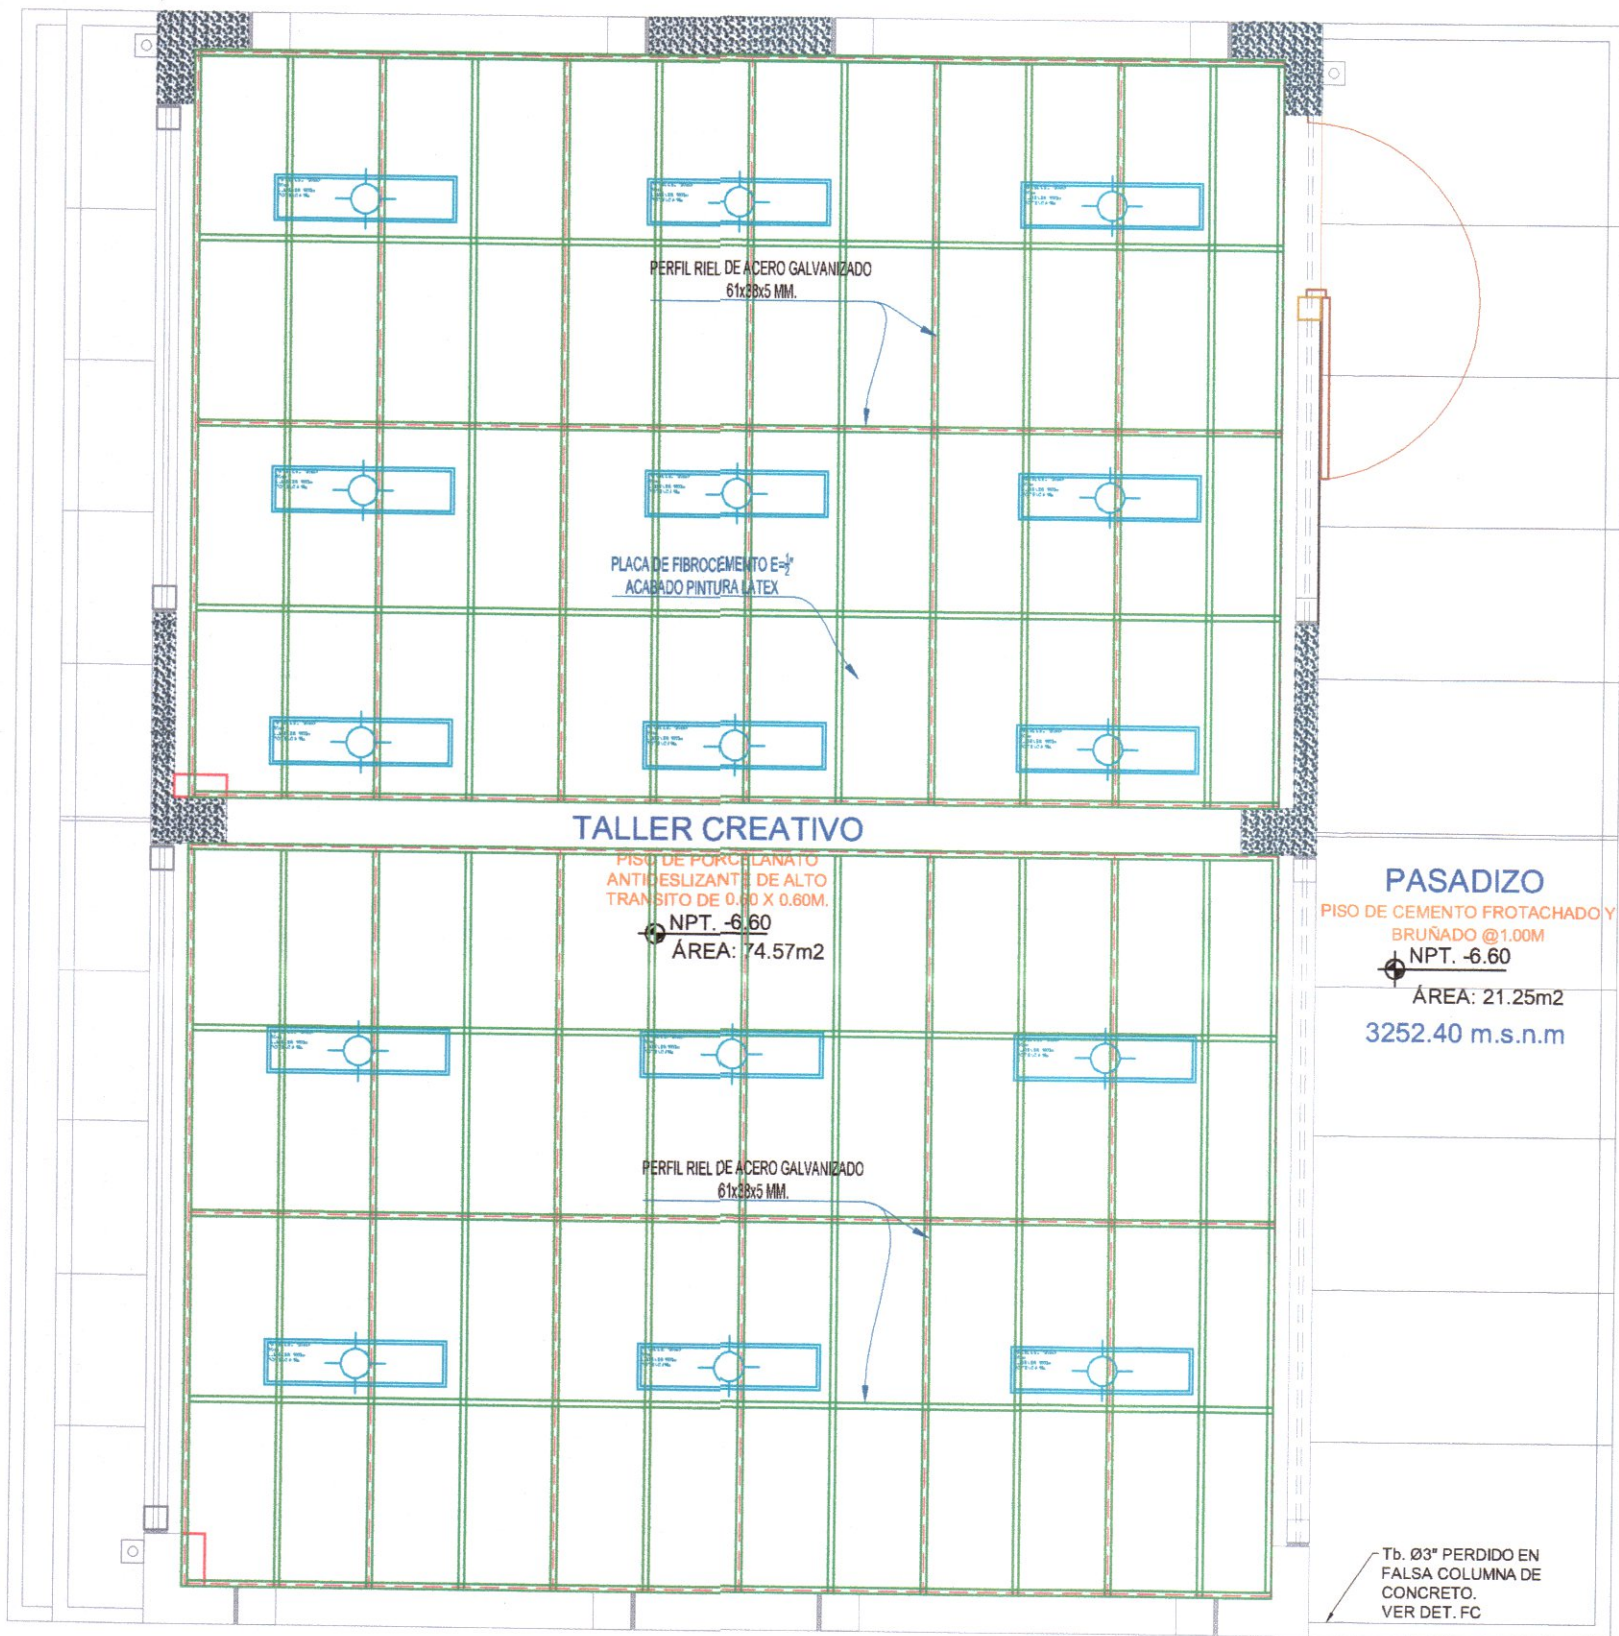 PERFIL RIEL DE ACERO GALVANIZADO
61x38x5 MM.
PLACA DE FIBROCEMENTO E=½"
ACABADO PINTURA LATEX
TALLER CREATIVO
PISO DE PORCELANATO
ANTIDESLIZANTE DE ALTO
TRANSITO DE 0.60 X 0.60M.
NPT. -6.60
ÁREA: 74.57m2
PASADIZO
PISO DE CEMENTO FROTACHADO Y
BRUÑADO @1.00M
NPT. -6.60
ÁREA: 21.25m2
3252.40 m.s.n.m
PERFIL RIEL DE ACERO GALVANIZADO
61x38x5 MM.
Tb. Ø3" PERDIDO EN
FALSA COLUMNA DE
CONCRETO.
VER DET. FC